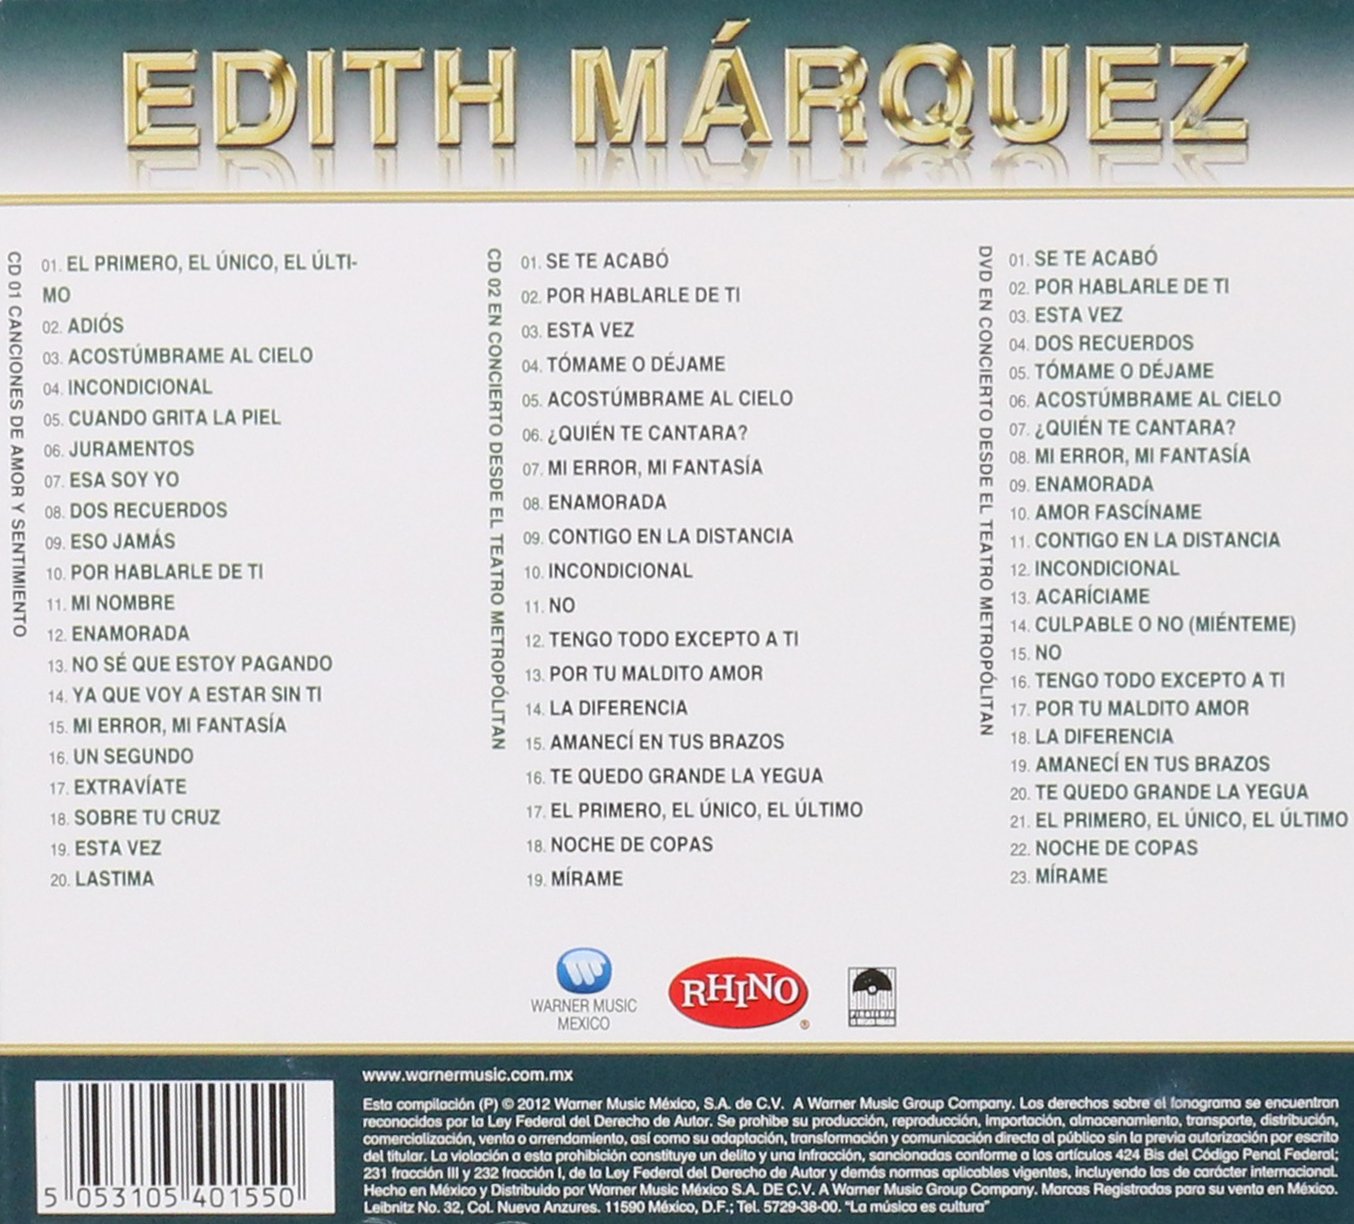 EDITH MÁRQUEZ
CD 01 CANCIONES DE AMOR Y SENTIMIENTO
01. EL PRIMERO, EL ÚNICO, EL ÚLTI-
MO
02. ADIÓS
03. ACOSTÚMBRAME AL CIELO
04. INCONDICIONAL
05. CUANDO GRITA LA PIEL
06. JURAMENTOS
07. ESA SOY YO
08. DOS RECUERDOS
09. ESO JAMÁS
10. POR HABLARLE DE TI
11. MI NOMBRE
12. ENAMORADA
13. NO SÉ QUE ESTOY PAGANDO
14. YA QUE VOY A ESTAR SIN TI
15. MI ERROR, MI FANTASÍA
16. UN SEGUNDO
17. EXTRAVÍATE
18. SOBRE TU CRUZ
19. ESTA VEZ
20. LASTIMA
CD 02 EN CONCIERTO DESDE EL TEATRO METROPÓLITAN
01. SE TE ACABÓ
02. POR HABLARLE DE TI
03. ESTA VEZ
04. TÓMAME O DÉJAME
05. ACOSTÚMBRAME AL CIELO
06. ¿QUIÉN TE CANTARA?
07. MI ERROR, MI FANTASÍA
08. ENAMORADA
09. CONTIGO EN LA DISTANCIA
10. INCONDICIONAL
11. NO
12. TENGO TODO EXCEPTO A TI
13. POR TU MALDITO AMOR
14. LA DIFERENCIA
15. AMANECÍ EN TUS BRAZOS
16. TE QUEDO GRANDE LA YEGUA
17. EL PRIMERO, EL ÚNICO, EL ÚLTIMO
18. NOCHE DE COPAS
19. MÍRAME
DVD EN CONCIERTO DESDE EL TEATRO METROPÓLITAN
01. SE TE ACABÓ
02. POR HABLARLE DE TI
03. ESTA VEZ
04. DOS RECUERDOS
05. TÓMAME O DÉJAME
06. ACOSTÚMBRAME AL CIELO
07. ¿QUIÉN TE CANTARA?
08. MI ERROR, MI FANTASÍA
09. ENAMORADA
10. AMOR FASCÍNAME
11. CONTIGO EN LA DISTANCIA
12. INCONDICIONAL
13. ACARÍCIAME
14. CULPABLE O NO (MIÉNTEME)
15. NO
16. TENGO TODO EXCEPTO A TI
17. POR TU MALDITO AMOR
18. LA DIFERENCIA
19. AMANECÍ EN TUS BRAZOS
20. TE QUEDO GRANDE LA YEGUA
21. EL PRIMERO, EL ÚNICO, EL ÚLTIMO
22. NOCHE DE COPAS
23. MÍRAME
WARNER MUSIC
MEXICO
RHINO ®
5 053105 401550
www.warnermusic.com.mx
Esta compilación (P) © 2012 Warner Music México, S.A. de C.V. A Warner Music Group Company. Los derechos sobre el fonograma se encuentran
reconocidos por la Ley Federal del Derecho de Autor. Se prohibe su producción, reproducción, importación, almacenamiento, transporte, distribución,
comercialización, venta o arrendamiento, así como su adaptación, transformación y comunicación directa al público sin la previa autorización por escrito
del titular. La violación a esta prohibición constituye un delito y una infracción, sancionadas conforme a los artículos 424 Bis del Código Penal Federal;
231 fracción III y 232 fracción I, de la Ley Federal del Derecho de Autor y demás normas aplicables vigentes, incluyendo las de carácter internacional.
Hecho en México y Distribuido por Warner Music México S.A. DE C.V. A Warner Music Group Company. Marcas Registradas para su venta en México.
Leibnitz No. 32, Col. Nueva Anzures. 11590 México, D.F.; Tel. 5729-38-00. "La música es cultura"